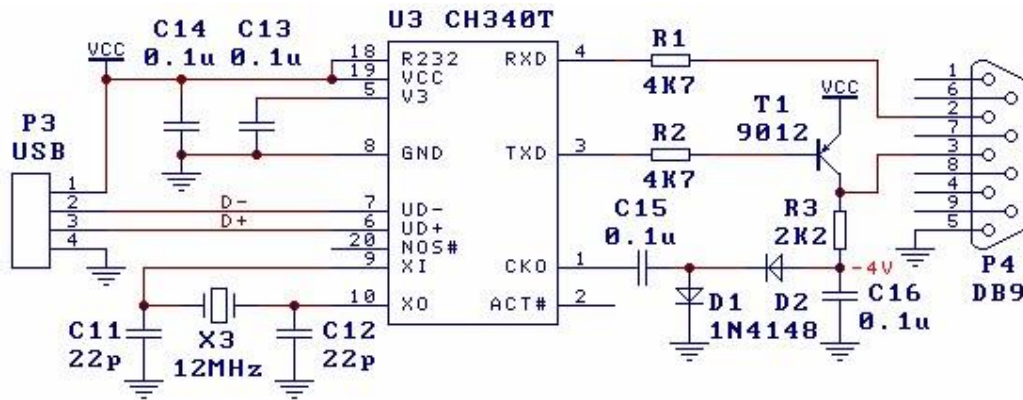 U3 CH340T
C14 C13
VCC
0.1u 0.1u
18 R232
19 VCC
5 V3
8 GND
7 UD-
6 UD+
20 NOS#
9 XI
10 XO
RXD 4
TXD 3
CKO 1
ACT# 2
P3
USB
1
2
3
4
D-
D+
C11
22p
X3
12MHz
C12
22p
R1
4K7
R2
4K7
T1
9012
VCC
C15
0.1u
R3
2K2
-4V
D1
1N4148
D2
C16
0.1u
1
6
2
7
3
8
4
9
5
P4
DB9